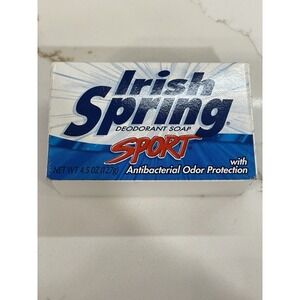 Irish
Spring®
DEODORANT SOAP
SPORT
with
NET WT 4.5 OZ (127g) Antibacterial Odor Protection